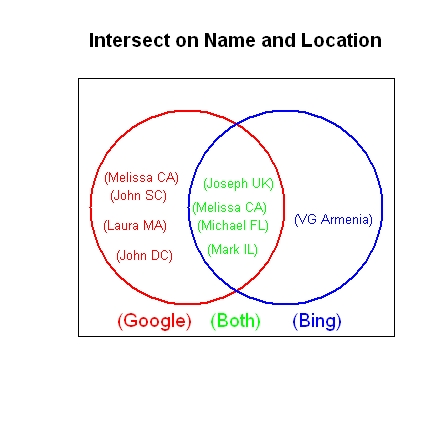 Intersect on Name and Location
(Melissa CA)
(John SC)
(Laura MA)
(John DC)
(Joseph UK)
(Melissa CA)
(Michael FL)
(Mark IL)
(VG Armenia)
(Google)
(Both)
(Bing)